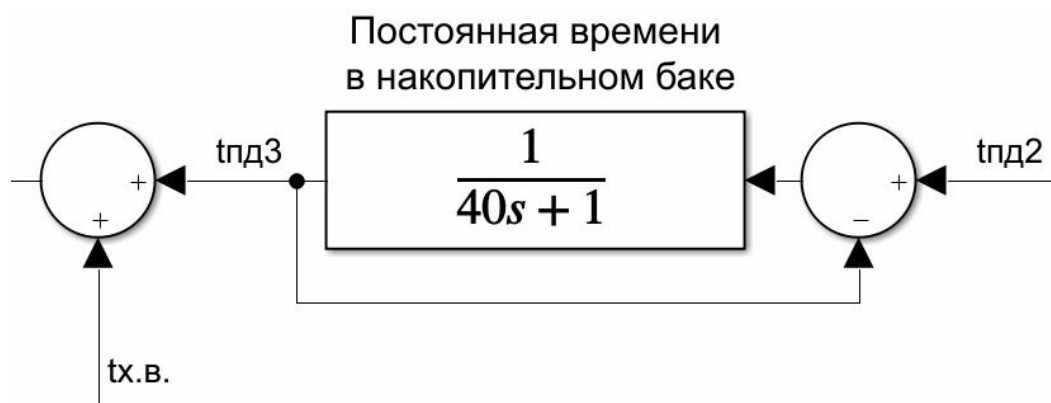 Постоянная времени
в накопительном баке
tпд3
1
40s + 1
tпд2
+
+
+
−
tх.в.